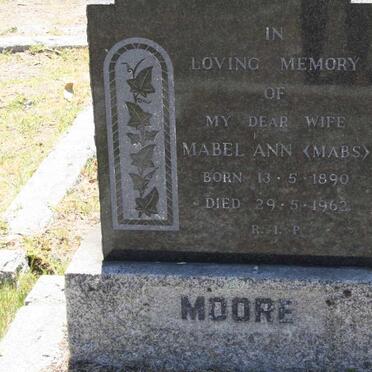 IN
LOVING MEMORY
OF
MY DEAR WIFE
MABEL ANN (MABS)
BORN 13·5·1890
DIED 29·5·1962
R.I.P.
MOORE